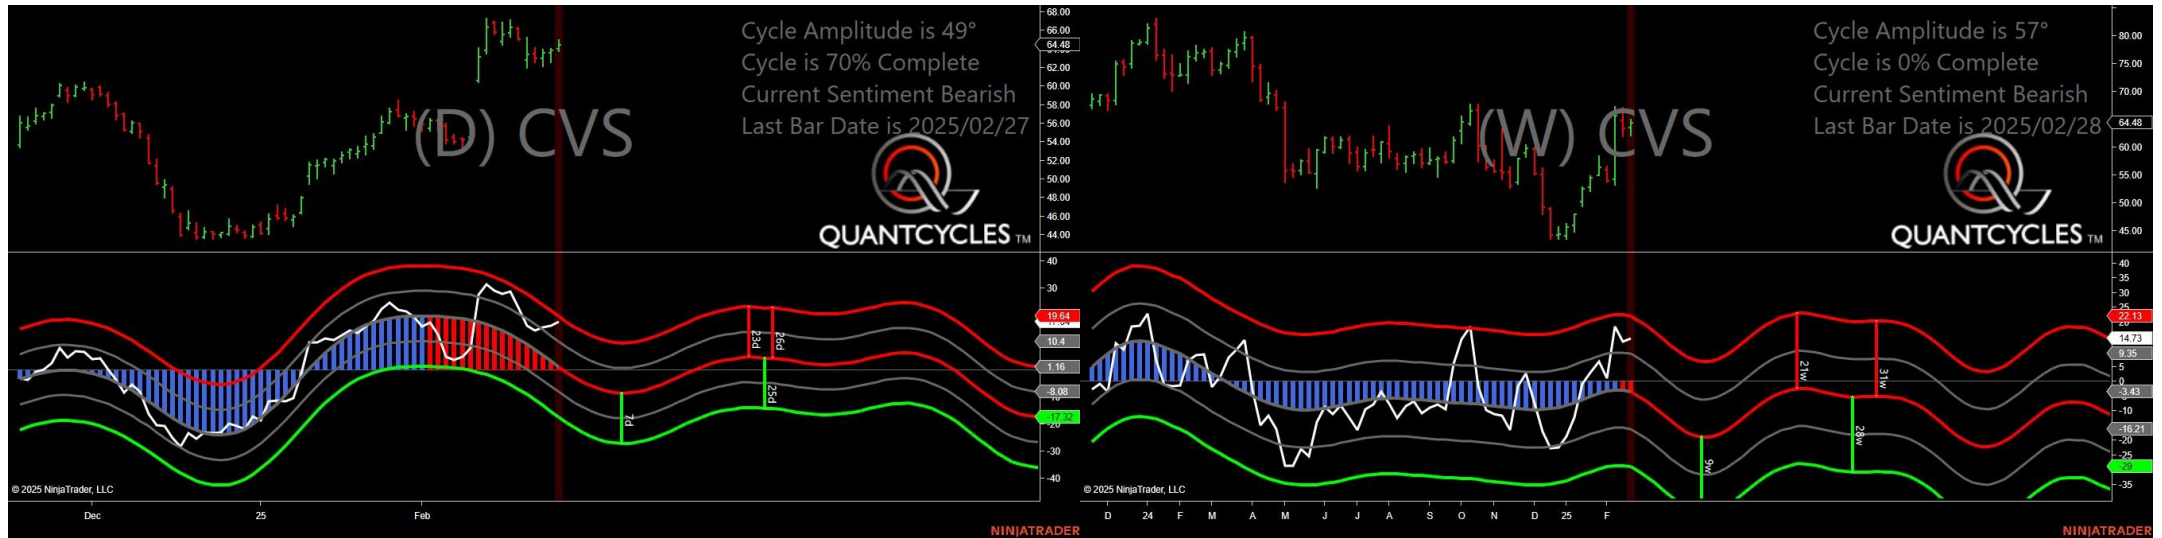 Cycle Amplitude is 49°
Cycle is 70% Complete
Current Sentiment Bearish
Last Bar Date is 2025/02/27
(D) CVS
QUANTCYCLES TM
68.00
66.00
64.48
62.00
60.00
58.00
56.00
54.00
52.00
50.00
48.00
46.00
44.00
40
30
19.64
10.4
1.16
-8.08
-17.32
-20
-30
-40
7d
23d
26d
25d
© 2025 NinjaTrader, LLC
Dec
25
Feb
NINJATRADER
Cycle Amplitude is 57°
Cycle is 0% Complete
Current Sentiment Bearish
Last Bar Date is 2025/02/28
(W) CVS
QUANTCYCLES TM
80.00
75.00
70.00
64.48
60.00
55.00
50.00
45.00
40
35
30
25
22.13
20
14.73
9.35
5
0
-3.43
-10
-16.21
-20
-25
-29
-35
9w
21w
31w
28w
© 2025 NinjaTrader, LLC
D 24 F M A M J J A S O N D 25 F
NINJATRADER